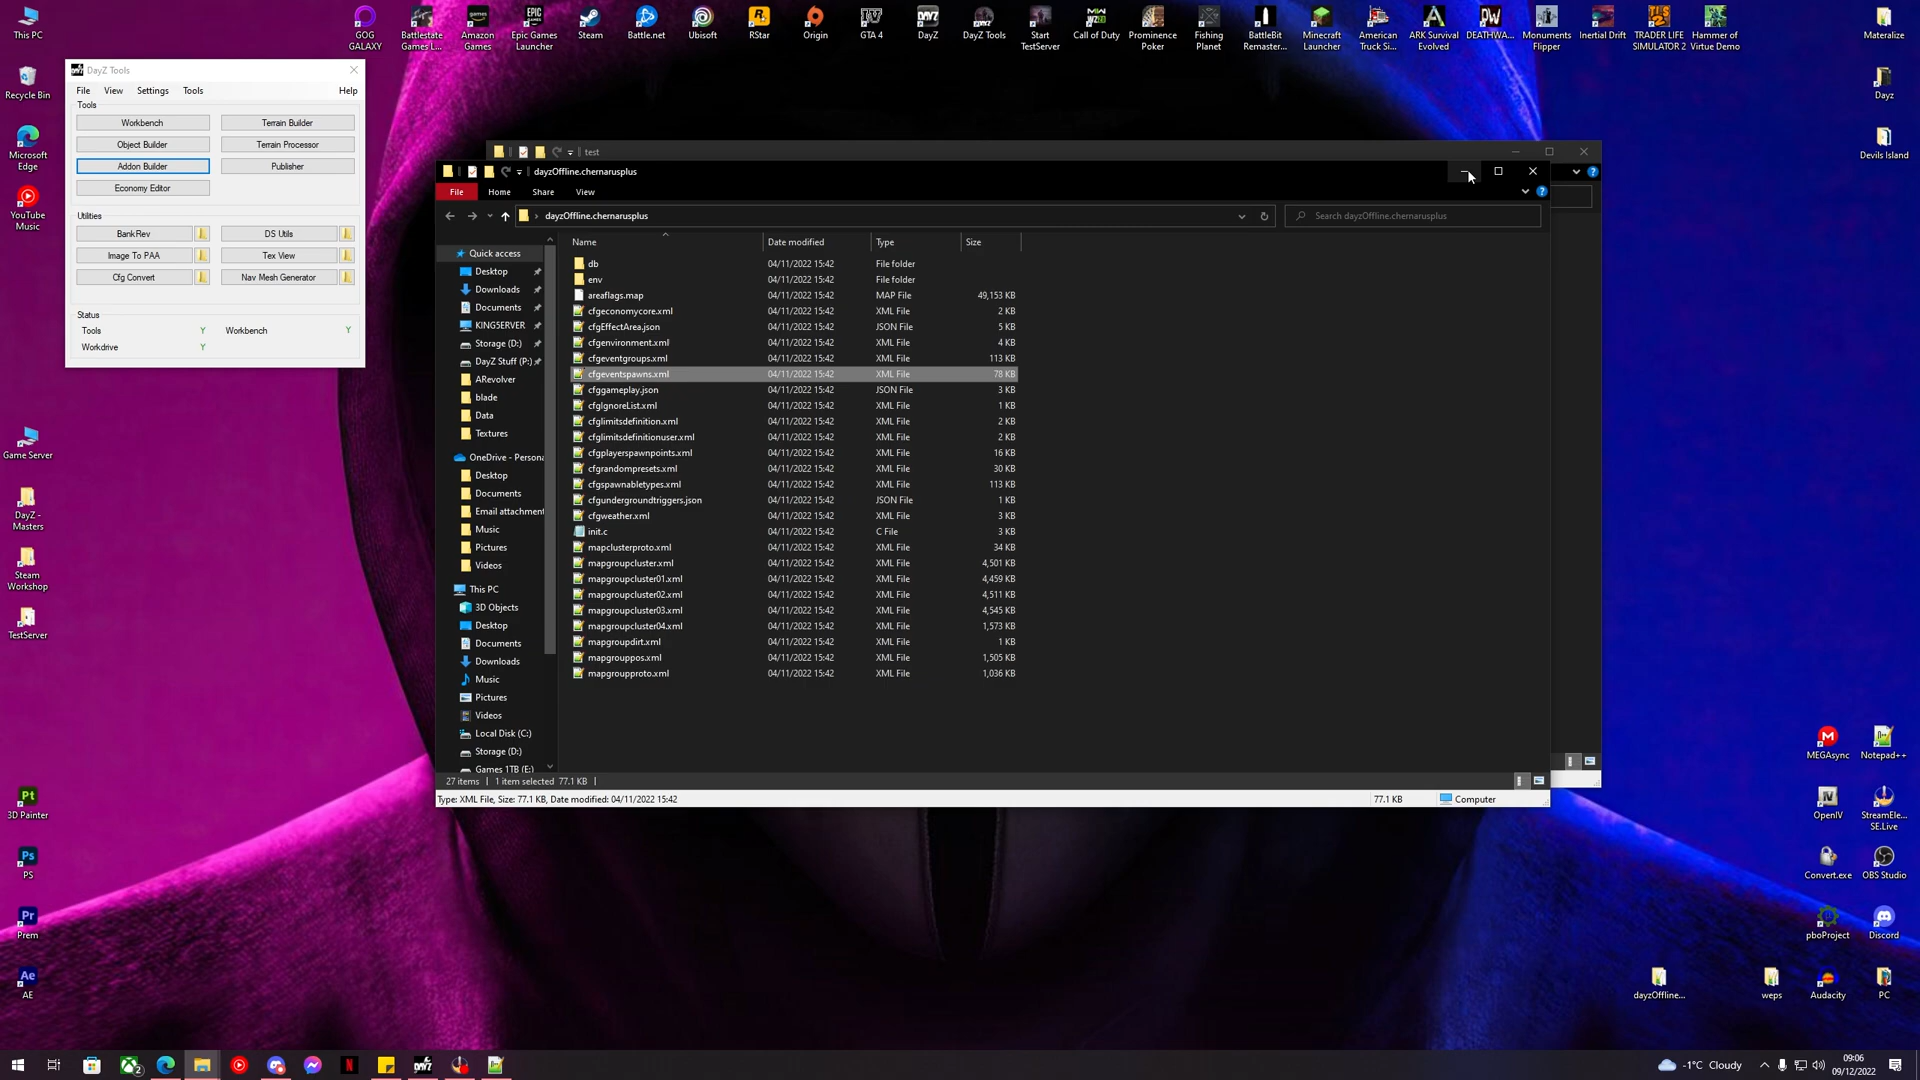 This PC
GOG GALAXY
Battlestate Games L...
Amazon Games
Epic Games Launcher
Steam
Battle.net
Ubisoft
RStar
Origin
GTA 4
DayZ
DayZ Tools
Start TestServer
Call of Duty
Prominence Poker
Fishing Planet
BattleBit Remaster...
Minecraft Launcher
American Truck Si...
ARK Survival Evolved
DEATHWA...
Monuments Flipper
Inertial Drift
TRADER LIFE SIMULATOR 2
Hammer of Virtue Demo
Materalize
Recycle Bin
Microsoft Edge
YouTube Music
Game Server
DayZ - Masters
Steam Workshop
TestServer
3D Painter
PS
Prem
AE
Dayz
Devils Island
MEGAsync
Notepad++
OpenIV
StreamEle... SE.Live
Convert.exe
OBS Studio
pboProject
Discord
dayzOffline...
weps
Audacity
PC
DayZ Tools
File View Settings Tools Help
Tools
Workbench Terrain Builder
Object Builder Terrain Processor
Addon Builder Publisher
Economy Editor
Utilities
BankRev DS Utils
Image To PAA Tex View
Cfg Convert Nav Mesh Generator
Status
Tools Y Workbench Y
Workdrive Y
test
dayzOffline.chernarusplus
File Home Share View
dayzOffline.chernarusplus
Search dayzOffline.chernarusplus
Quick access
Desktop
Downloads
Documents
KINGSERVER
Storage (D:)
DayZ Stuff (P:)
ARevolver
blade
Data
Textures
OneDrive - Persona
Desktop
Documents
Email attachment
Music
Pictures
Videos
This PC
3D Objects
Desktop
Documents
Downloads
Music
Pictures
Videos
Local Disk (C:)
Storage (D:)
Games 1TB (E:)
Name Date modified Type Size
db 04/11/2022 15:42 File folder
env 04/11/2022 15:42 File folder
areaflags.map 04/11/2022 15:42 MAP File 49,153 KB
cfgeconomycore.xml 04/11/2022 15:42 XML File 2 KB
cfgEffectArea.json 04/11/2022 15:42 JSON File 5 KB
cfgenvironment.xml 04/11/2022 15:42 XML File 4 KB
cfgeventgroups.xml 04/11/2022 15:42 XML File 113 KB
cfgeventspawns.xml 04/11/2022 15:42 XML File 78 KB
cfggameplay.json 04/11/2022 15:42 JSON File 3 KB
cfgIgnoreList.xml 04/11/2022 15:42 XML File 1 KB
cfglimitsdefinition.xml 04/11/2022 15:42 XML File 2 KB
cfglimitsdefinitionuser.xml 04/11/2022 15:42 XML File 2 KB
cfgplayerspawnpoints.xml 04/11/2022 15:42 XML File 16 KB
cfgrandompresets.xml 04/11/2022 15:42 XML File 30 KB
cfgspawnabletypes.xml 04/11/2022 15:42 XML File 113 KB
cfgundergroundtriggers.json 04/11/2022 15:42 JSON File 1 KB
cfgweather.xml 04/11/2022 15:42 XML File 3 KB
init.c 04/11/2022 15:42 C File 3 KB
mapclusterproto.xml 04/11/2022 15:42 XML File 34 KB
mapgroupcluster.xml 04/11/2022 15:42 XML File 4,501 KB
mapgroupcluster01.xml 04/11/2022 15:42 XML File 4,459 KB
mapgroupcluster02.xml 04/11/2022 15:42 XML File 4,511 KB
mapgroupcluster03.xml 04/11/2022 15:42 XML File 4,545 KB
mapgroupcluster04.xml 04/11/2022 15:42 XML File 1,573 KB
mapgroupdirt.xml 04/11/2022 15:42 XML File 1 KB
mapgrouppos.xml 04/11/2022 15:42 XML File 1,505 KB
mapgroupproto.xml 04/11/2022 15:42 XML File 1,036 KB
27 items 1 item selected 77.1 KB
Type: XML File, Size: 77.1 KB, Date modified: 04/11/2022 15:42 77.1 KB Computer
-1°C Cloudy
09:06
09/12/2022